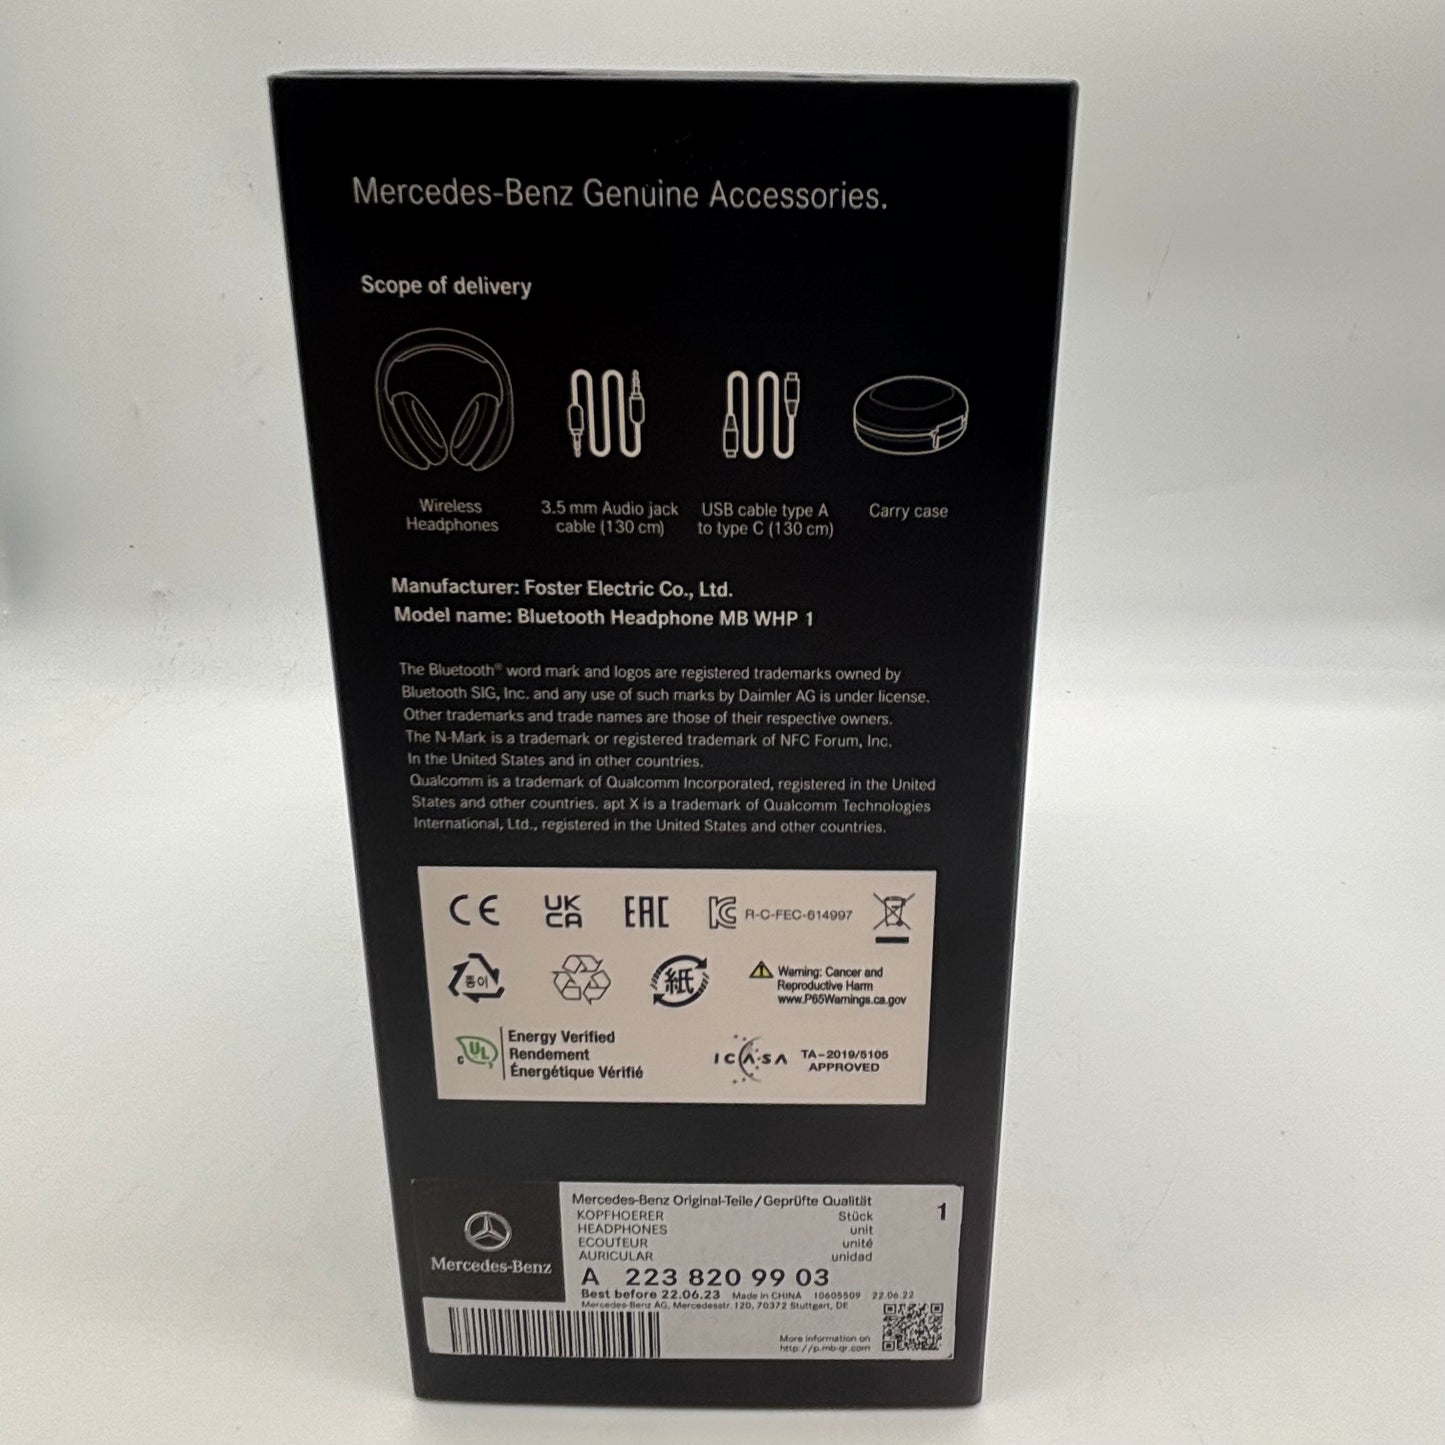 Mercedes-Benz Genuine Accessories.
Scope of delivery
Wireless
Headphones
3.5 mm Audio jack
cable (130 cm)
USB cable type A
to type C (130 cm)
Carry case
Manufacturer: Foster Electric Co., Ltd.
Model name: Bluetooth Headphone MB WHP 1
The Bluetooth® word mark and logos are registered trademarks owned by
Bluetooth SIG, Inc. and any use of such marks by Daimler AG is under license.
Other trademarks and trade names are those of their respective owners.
The N-Mark is a trademark or registered trademark of NFC Forum, Inc.
In the United States and in other countries.
Qualcomm is a trademark of Qualcomm Incorporated, registered in the United
States and other countries. apt X is a trademark of Qualcomm Technologies
International, Ltd., registered in the United States and other countries.
CE
UK
CA
EAC
KC R-C-FEC-614997
종이
紙
Warning: Cancer and
Reproductive Harm
www.P65Warnings.ca.gov
c UL
Energy Verified
Rendement
Énergétique Vérifié
ICASA
TA-2019/5105
APPROVED
Mercedes-Benz
Mercedes-Benz Original-Teile/Geprüfte Qualität
KOPFHOERER Stück
HEADPHONES unit
ECOUTEUR unité
AURICULAR unidad
1
A 223 820 99 03
Best before 22.06.23 Made in CHINA 10605509 22.06.22
Mercedes-Benz AG, Mercedesstr. 120, 70372 Stuttgart, DE
More information on
http://p.mb-qr.com